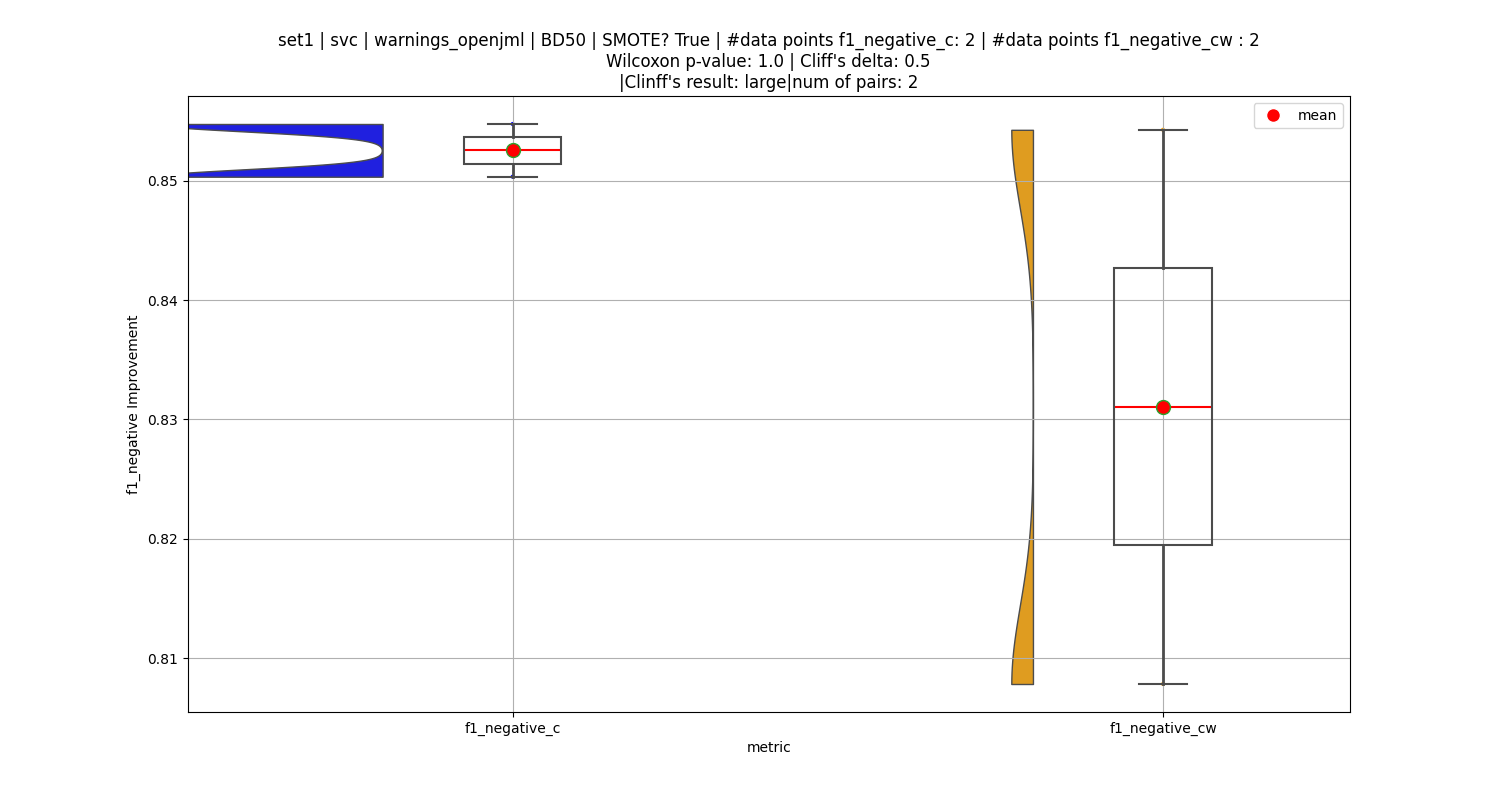 set1 | svc | warnings_openjml | BD50 | SMOTE? True | #data points f1_negative_c: 2 | #data points f1_negative_cw : 2
Wilcoxon p-value: 1.0 | Cliff's delta: 0.5
|Clinff's result: large|num of pairs: 2
mean
0.85
0.84
0.83
0.82
0.81
f1_negative Improvement
f1_negative_c
f1_negative_cw
metric